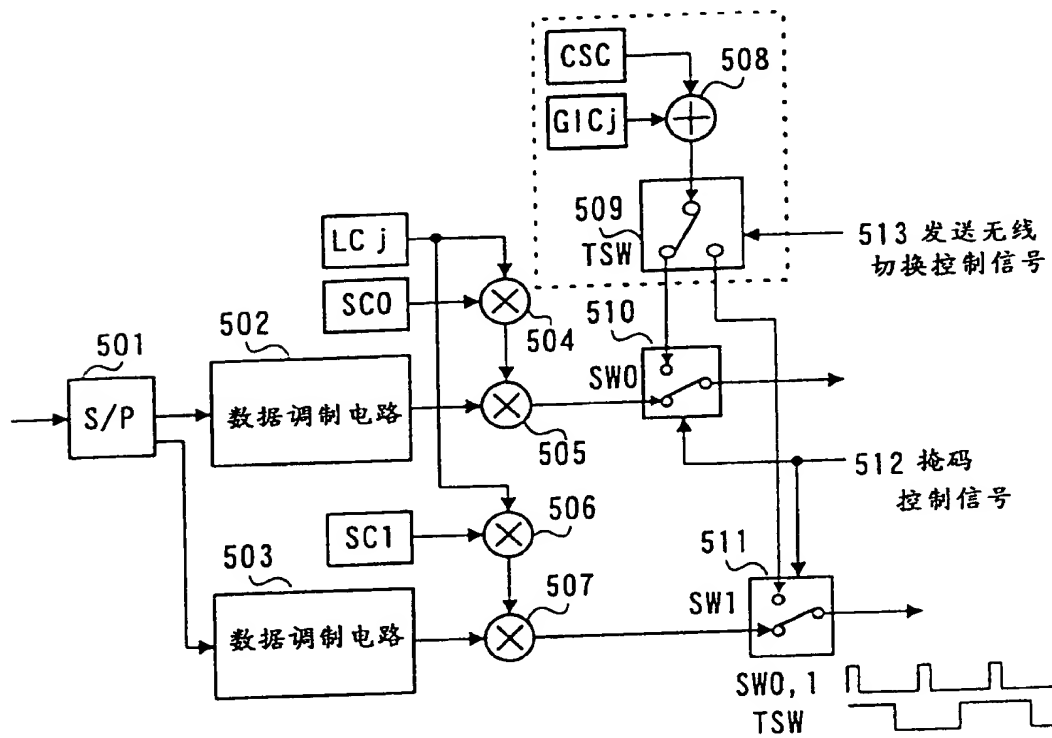 CSC
508
GICj
509
TSW
513 发送无线
切换控制信号
LCj
SC0
504
510
501
502
SW0
S/P
数据调制电路
505
512 掩码
控制信号
506
SC1
503
511
507
SW1
数据调制电路
SW0,1
TSW